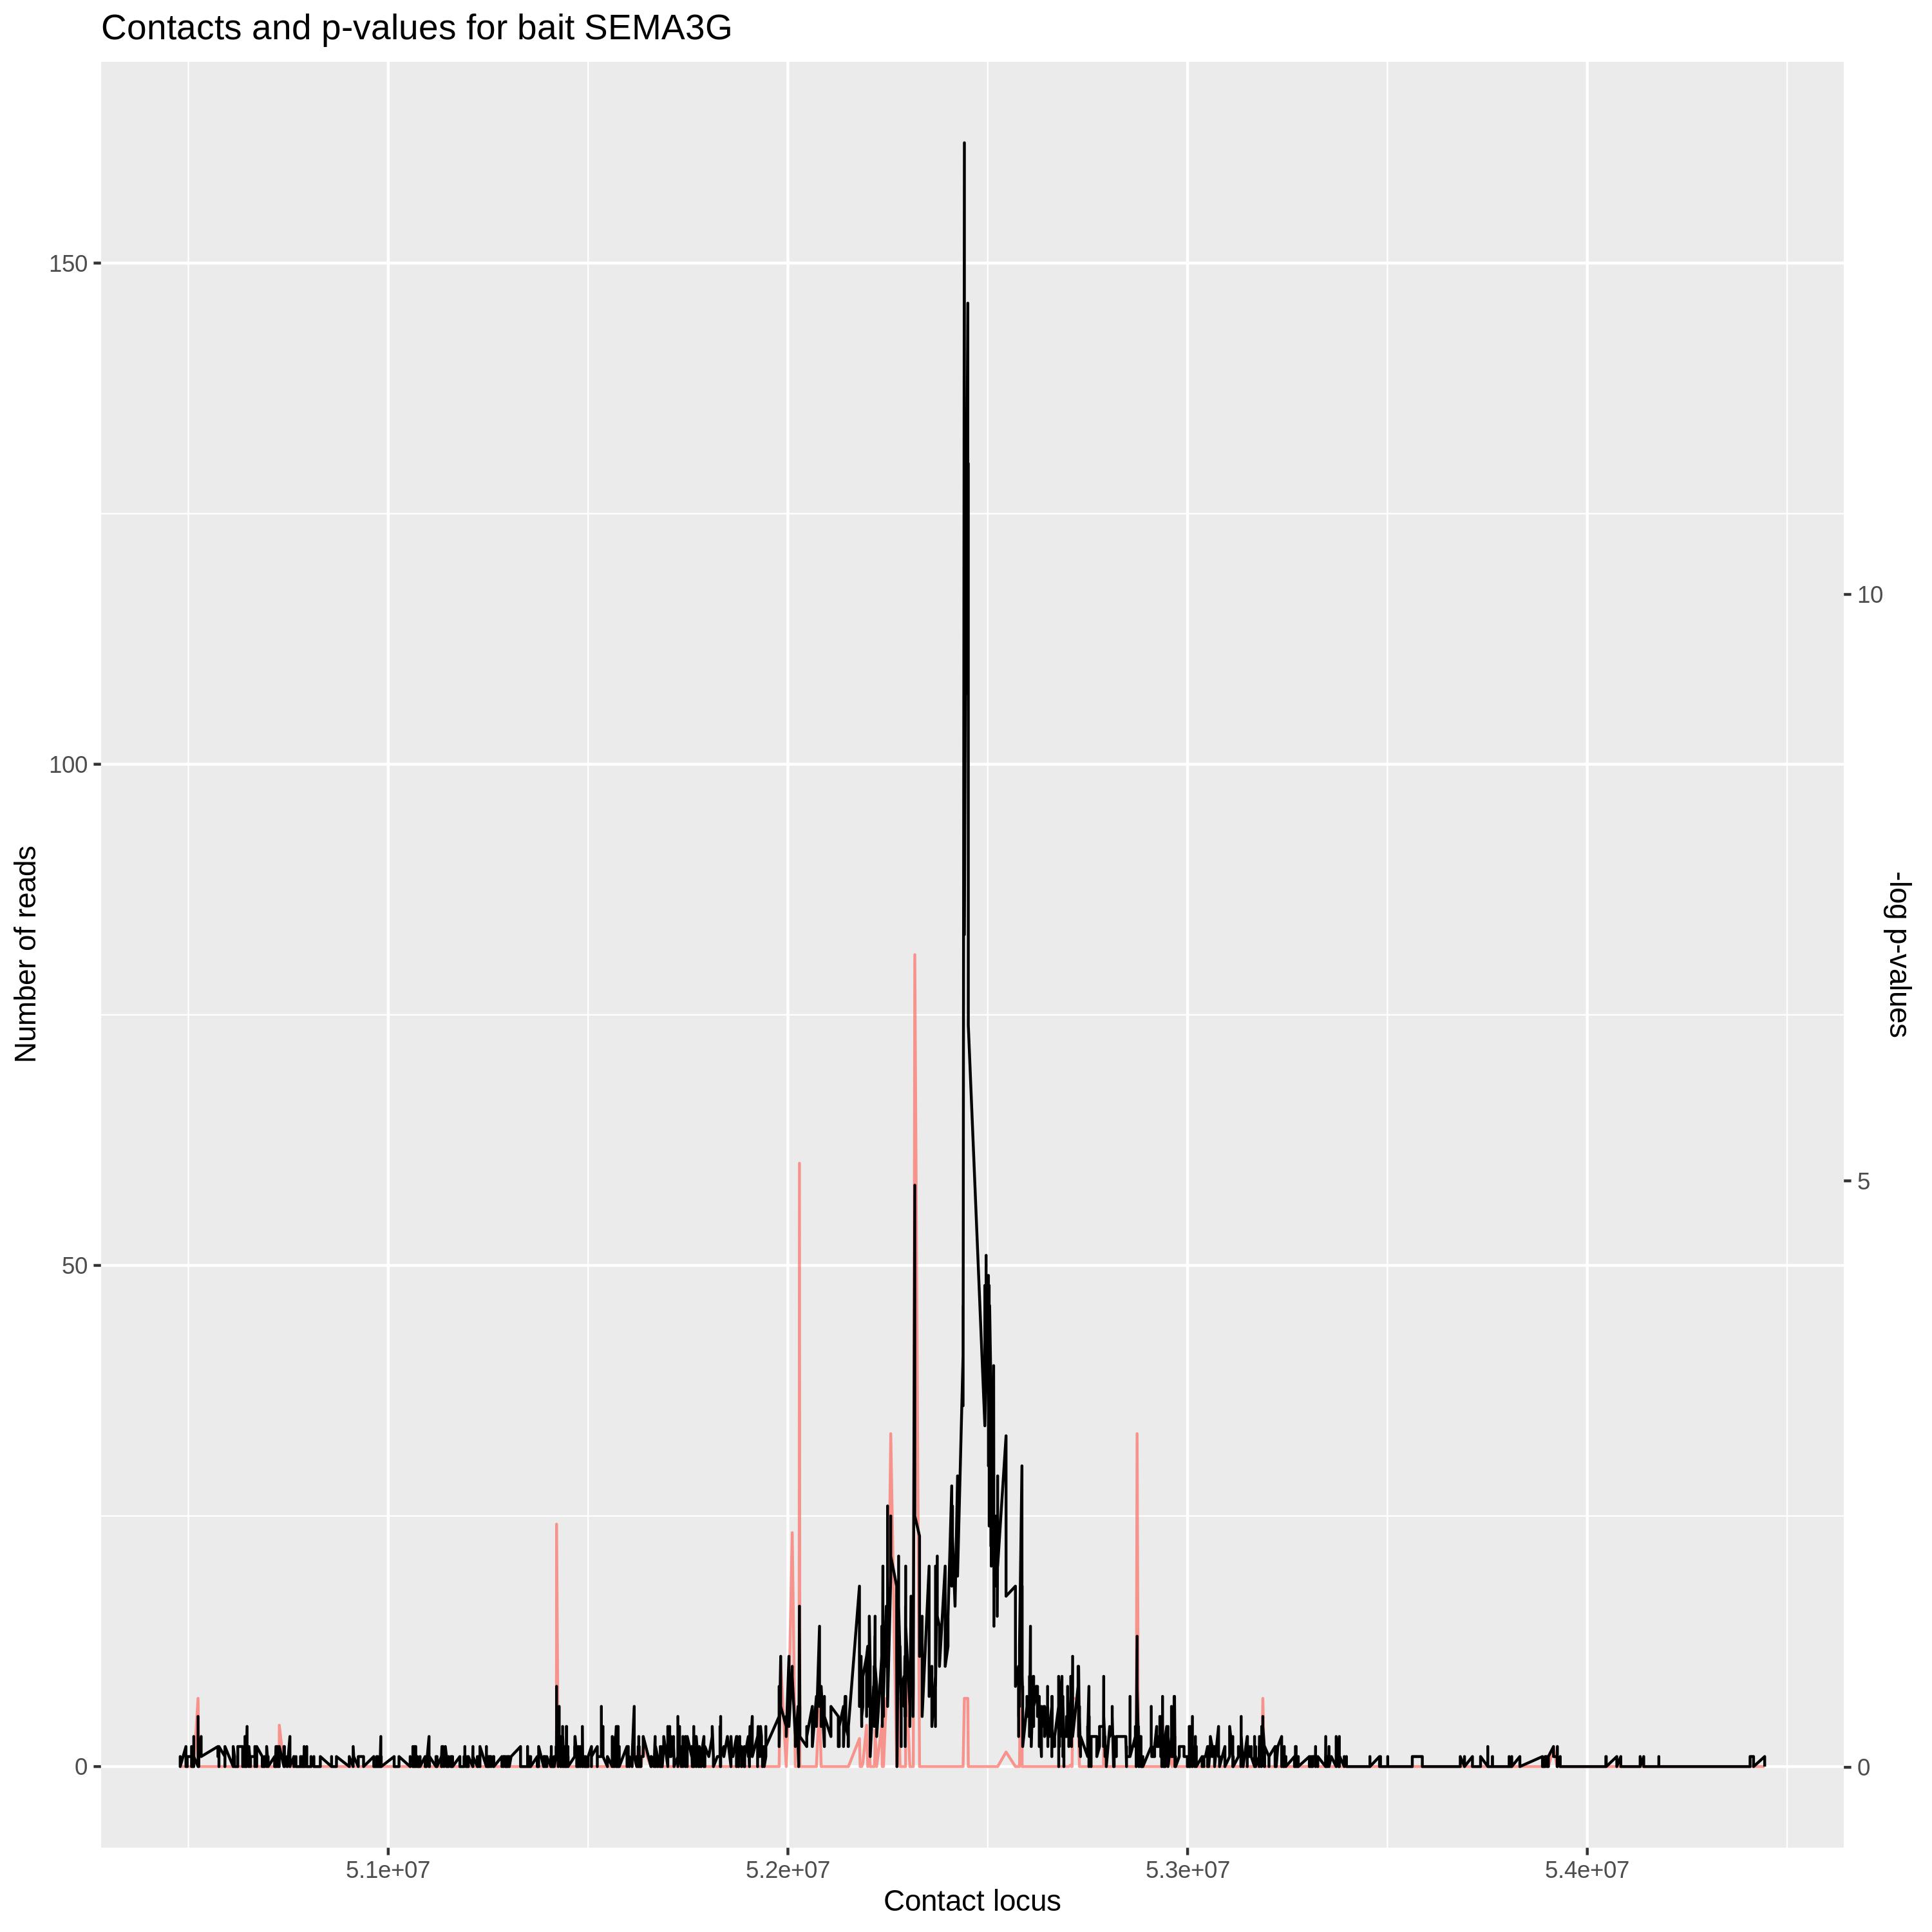 Contacts and p-values for bait SEMA3G
150
100
50
0
10
5
0
Number of reads
-log p-values
5.1e+07
5.2e+07
5.3e+07
5.4e+07
Contact locus